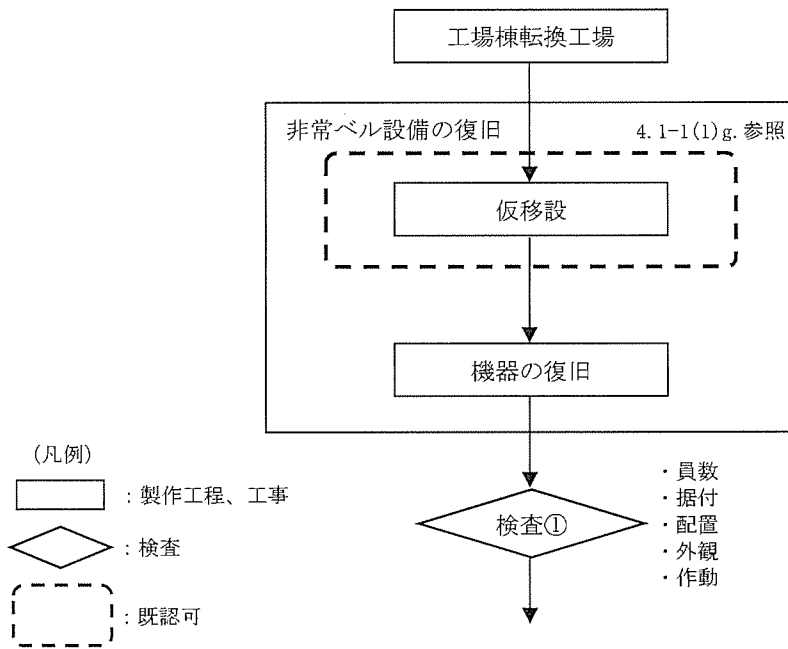 工場棟転換工場
非常ベル設備の復旧
4.1-1(1)g.参照
仮移設
機器の復旧
検査①
・員数
・据付
・配置
・外観
・作動
(凡例)
：製作工程、工事
：検査
：既認可